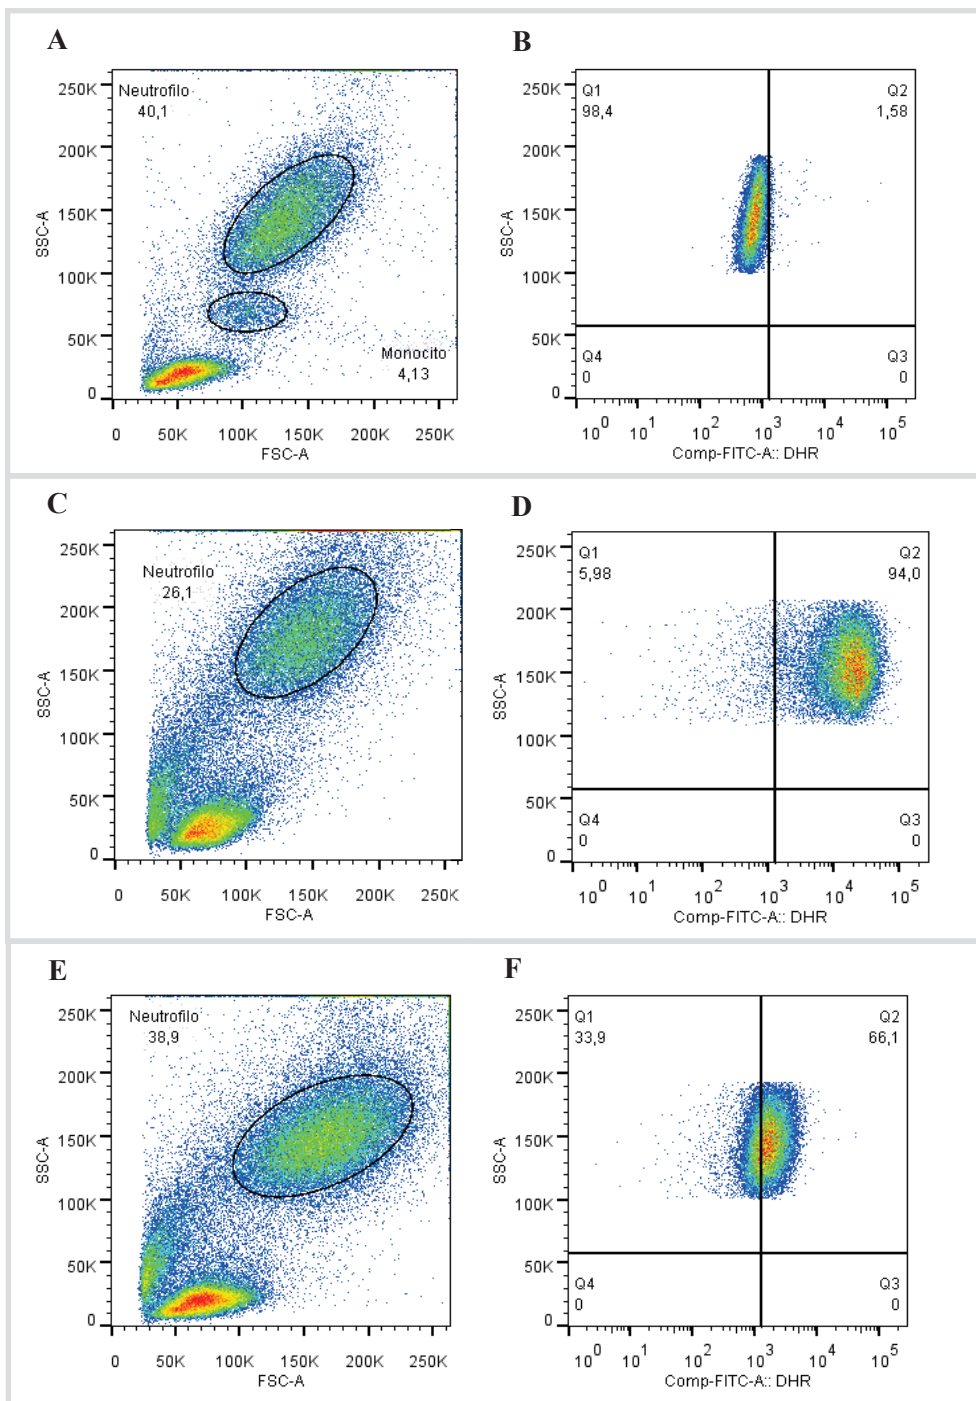 A
Neutrofilo
40,1
250K
200K
150K
100K
50K
0
SSC-A
Monocito
4,13
0 50K 100K 150K 200K 250K
FSC-A
B
Q1
98,4
Q2
1,58
250K
200K
150K
100K
50K
0
SSC-A
Q4
0
Q3
0
10^0 10^1 10^2 10^3 10^4 10^5
Comp-FITC-A:: DHR
C
Neutrofilo
26,1
250K
200K
150K
100K
50K
0
SSC-A
0 50K 100K 150K 200K 250K
FSC-A
D
Q1
5,98
Q2
94,0
250K
200K
150K
100K
50K
0
SSC-A
Q4
0
Q3
0
10^0 10^1 10^2 10^3 10^4 10^5
Comp-FITC-A:: DHR
E
Neutrofilo
38,9
250K
200K
150K
100K
50K
0
SSC-A
0 50K 100K 150K 200K 250K
FSC-A
F
Q1
33,9
Q2
66,1
250K
200K
150K
100K
50K
0
SSC-A
Q4
0
Q3
0
10^0 10^1 10^2 10^3 10^4 10^5
Comp-FITC-A:: DHR